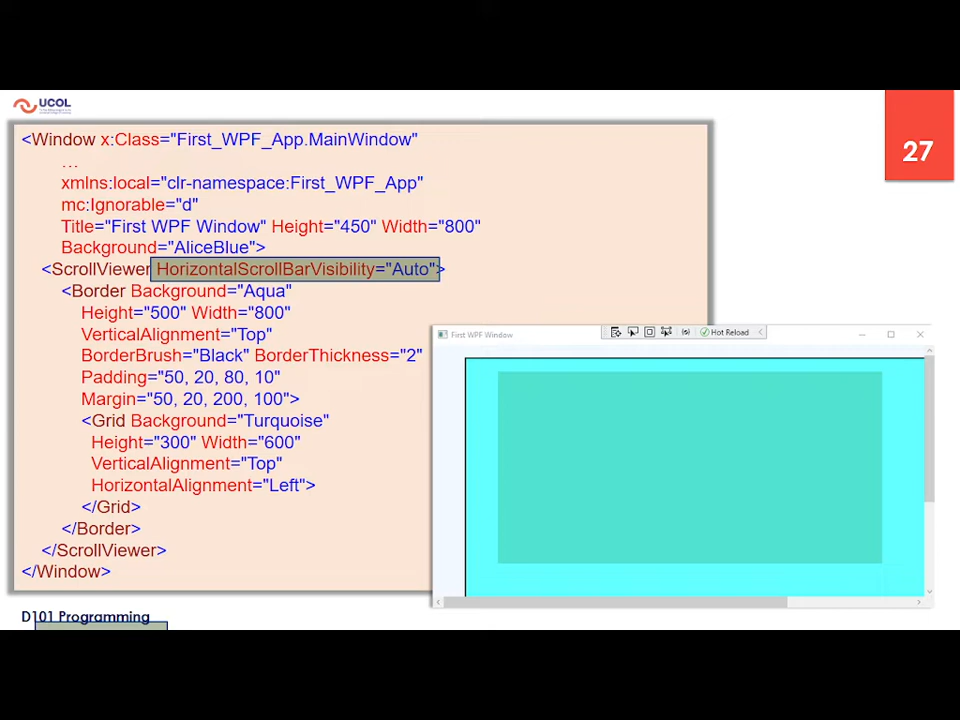 UCOL
27
<Window x:Class="First_WPF_App.MainWindow"
...
xmlns:local="clr-namespace:First_WPF_App"
mc:Ignorable="d"
Title="First WPF Window" Height="450" Width="800"
Background="AliceBlue">
<ScrollViewer HorizontalScrollBarVisibility="Auto">
<Border Background="Aqua"
Height="500" Width="800"
VerticalAlignment="Top"
BorderBrush="Black" BorderThickness="2"
Padding="50, 20, 80, 10"
Margin="50, 20, 200, 100">
<Grid Background="Turquoise"
Height="300" Width="600"
VerticalAlignment="Top"
HorizontalAlignment="Left">
</Grid>
</Border>
</ScrollViewer>
</Window>
First WPF Window
Hot Reload
D101 Programming